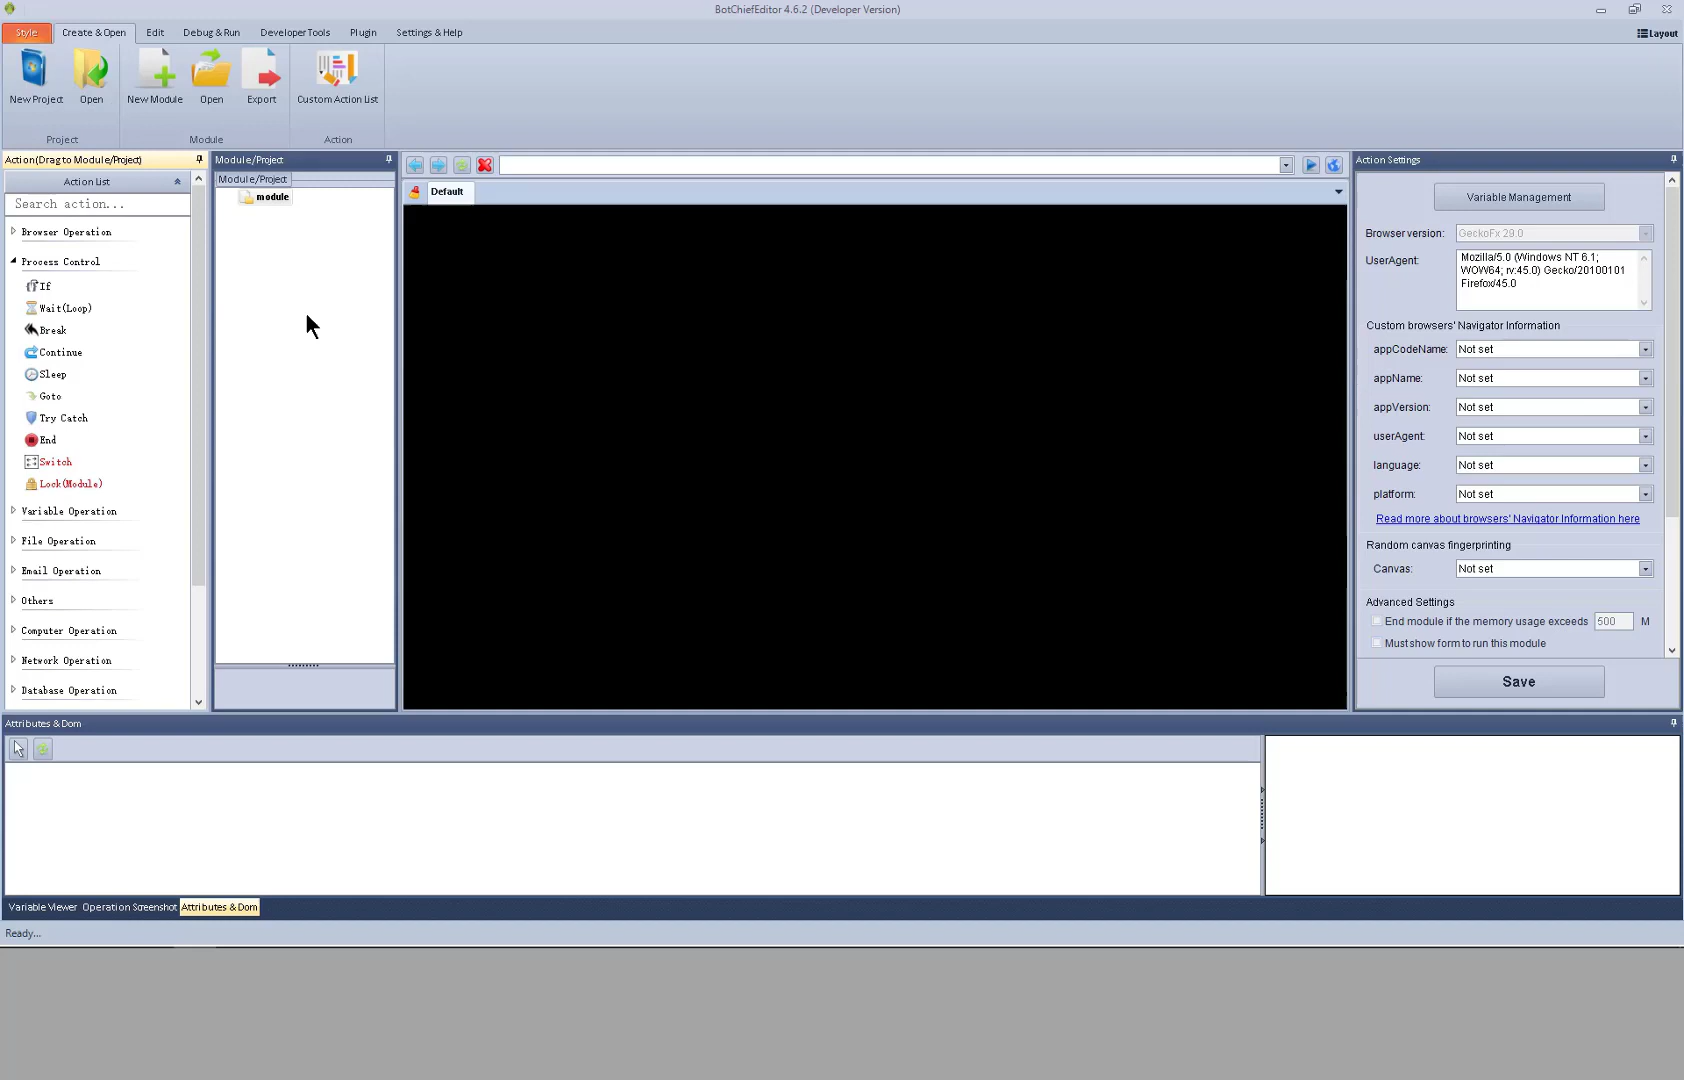 BotChiefEditor 4.6.2 (Developer Version)
Style
Create & Open
Edit
Debug & Run
Developer Tools
Plugin
Settings & Help
Layout
New Project
Open
New Module
Open
Export
Custom Action List
Project
Module
Action
Action(Drag to Module/Project)
Action List
Search action...
Browser Operation
Process Control
If
Wait(Loop)
Break
Continue
Sleep
Goto
Try Catch
End
Switch
Lock(Module)
Variable Operation
File Operation
Email Operation
Others
Computer Operation
Network Operation
Database Operation
Module/Project
Module/Project
module
Default
Action Settings
Variable Management
Browser version: GeckoFx 29.0
UserAgent:
Mozilla/5.0 (Windows NT 6.1;
WOW64; rv:45.0) Gecko/20100101
Firefox/45.0
Custom browsers' Navigator Information
appCodeName: Not set
appName: Not set
appVersion: Not set
userAgent: Not set
language: Not set
platform: Not set
Read more about browsers' Navigator Information here
Random canvas fingerprinting
Canvas: Not set
Advanced Settings
End module if the memory usage exceeds 500 M
Must show form to run this module
Save
Attributes & Dom
Variable Viewer
Operation Screenshot
Attributes & Dom
Ready...